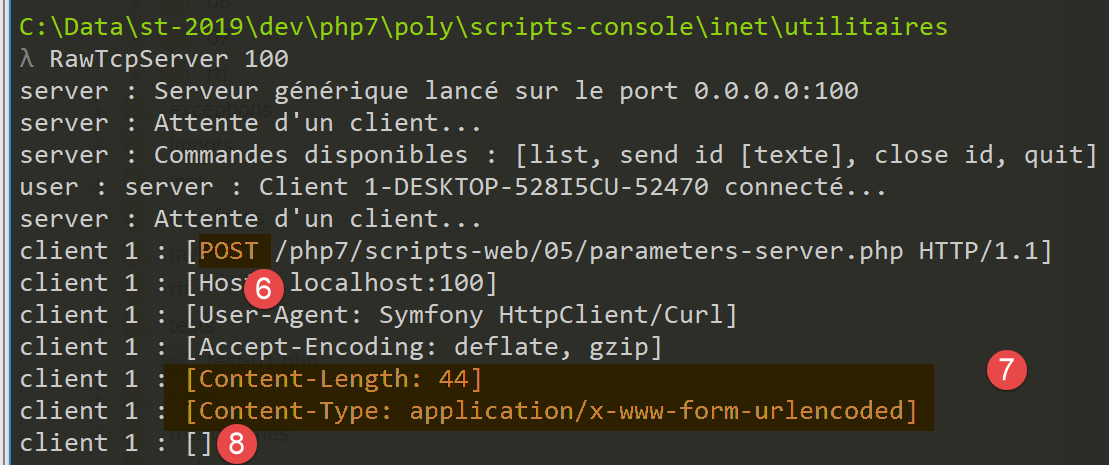 C:\Data\st-2019\dev\php7\poly\scripts-console\inet\utilitaires
λ RawTcpServer 100
server : Serveur générique lancé sur le port 0.0.0.0:100
server : Attente d'un client...
server : Commandes disponibles : [list, send id [texte], close id, quit]
user : server : Client 1-DESKTOP-528I5CU-52470 connecté...
server : Attente d'un client...
client 1 : [POST /php7/scripts-web/05/parameters-server.php HTTP/1.1]
client 1 : [Hos 6 localhost:100]
client 1 : [User-Agent: Symfony HttpClient/Curl]
client 1 : [Accept-Encoding: deflate, gzip]
7
client 1 : [Content-Length: 44]
client 1 : [Content-Type: application/x-www-form-urlencoded]
client 1 : [] 8